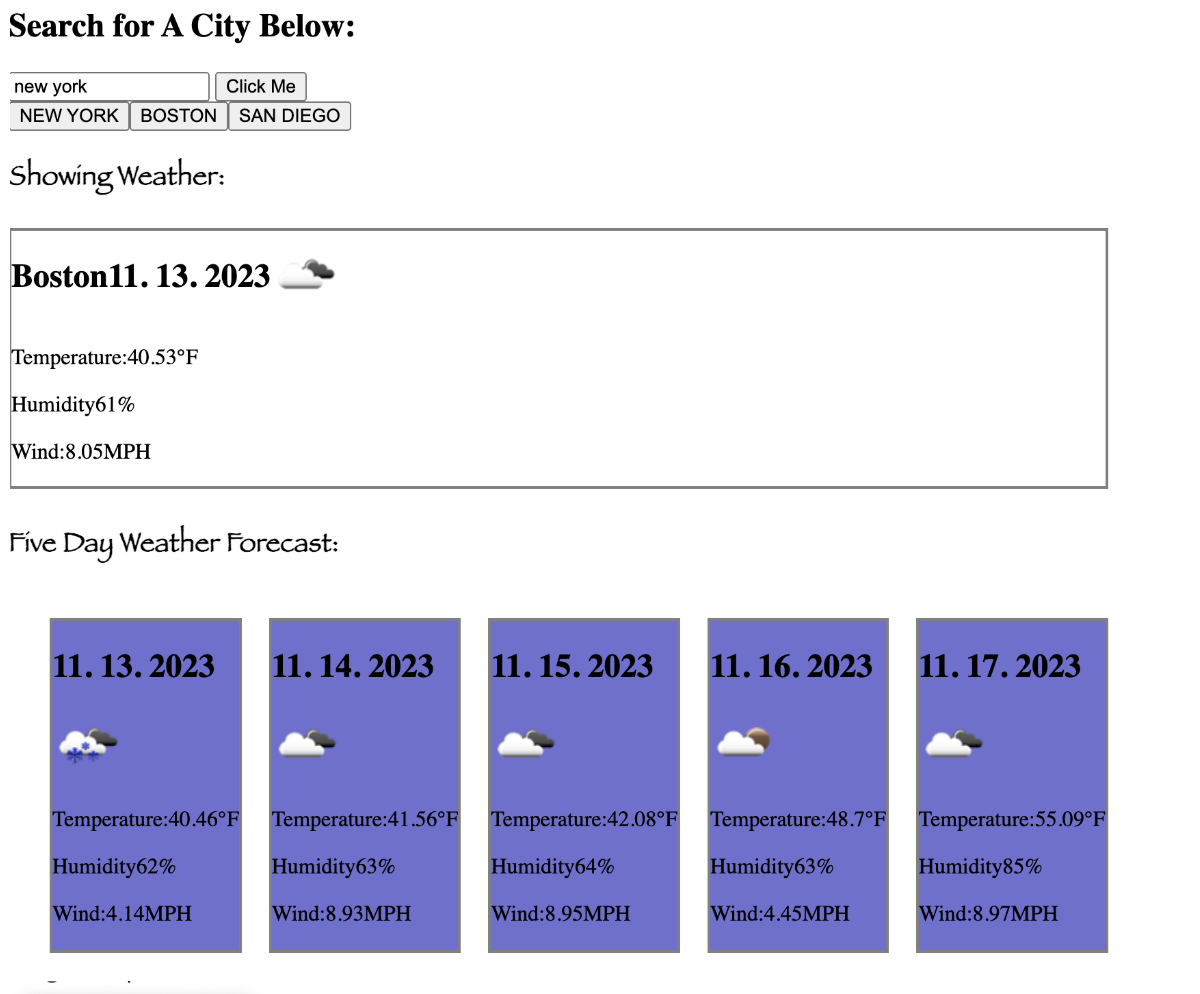 Search for A City Below:
new york Click Me
NEW YORK BOSTON SAN DIEGO
Showing Weather:
Boston11. 13. 2023
Temperature:40.53°F
Humidity61%
Wind:8.05MPH
Five Day Weather Forecast:
11. 13. 2023
Temperature:40.46°F
Humidity62%
Wind:4.14MPH
11. 14. 2023
Temperature:41.56°F
Humidity63%
Wind:8.93MPH
11. 15. 2023
Temperature:42.08°F
Humidity64%
Wind:8.95MPH
11. 16. 2023
Temperature:48.7°F
Humidity63%
Wind:4.45MPH
11. 17. 2023
Temperature:55.09°F
Humidity85%
Wind:8.97MPH